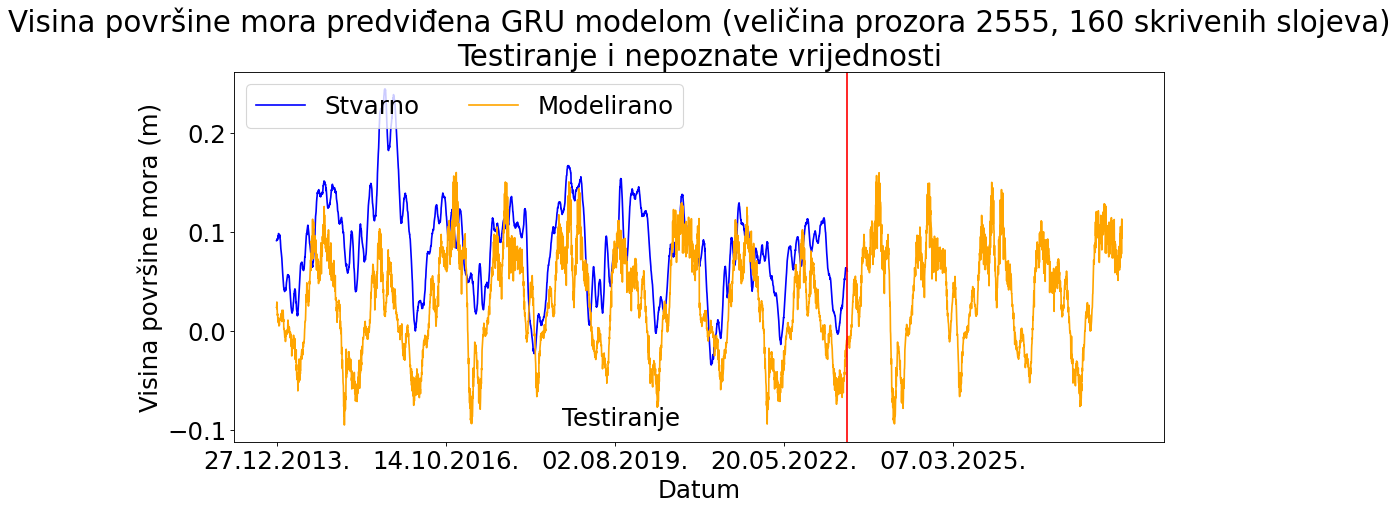 Visina površine mora predviđena GRU modelom (veličina prozora 2555, 160 skrivenih slojeva)
Testiranje i nepoznate vrijednosti
Stvarno Modelirano
Visina površine mora (m)
0.2
0.1
0.0
−0.1
Testiranje
27.12.2013. 14.10.2016. 02.08.2019. 20.05.2022. 07.03.2025.
Datum